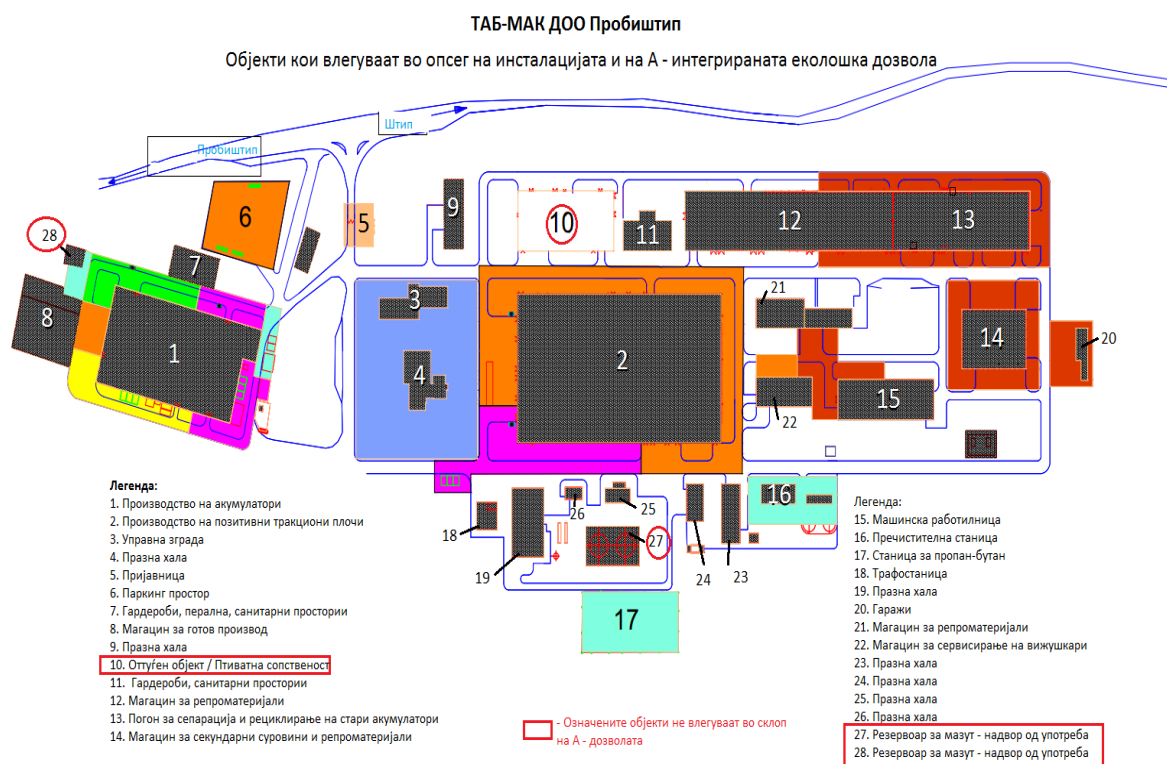 ТАБ-МАК ДОО Пробиштип
Објекти кои влегуваат во опсег на инсталацијата и на А - интегрираната еколошка дозвола
Штип
Пробиштип
28
6
5
9
10
11
12
13
7
8
1
3
4
2
21
14
20
15
22
16
18
19
26
25
27
24
23
17
Легенда:
1. Производство на акумулатори
2. Производство на позитивни тракциони плочи
3. Управна зграда
4. Празна хала
5. Пријавница
6. Паркинг простор
7. Гардероби, перална, санитарни простории
8. Магацин за готов производ
9. Празна хала
10. Оттуѓен објект / Птиватна сопственост
11. Гардероби, санитарни простории
12. Магацин за репроматеријали
13. Погон за сепарација и рециклирање на стари акумулатори
14. Магацин за секундарни суровини и репроматеријали
- Означените објекти не влегуваат во склоп
на А - дозволата
Легенда:
15. Машинска работилница
16. Пречистителна станица
17. Станица за пропан-бутан
18. Трафостаница
19. Празна хала
20. Гаражи
21. Магацин за репроматеријали
22. Магацин за сервисирање на вижушкари
23. Празна хала
24. Празна хала
25. Празна хала
26. Празна хала
27. Резервоар за мазут - надвор од употреба
28. Резервоар за мазут - надвор од употреба